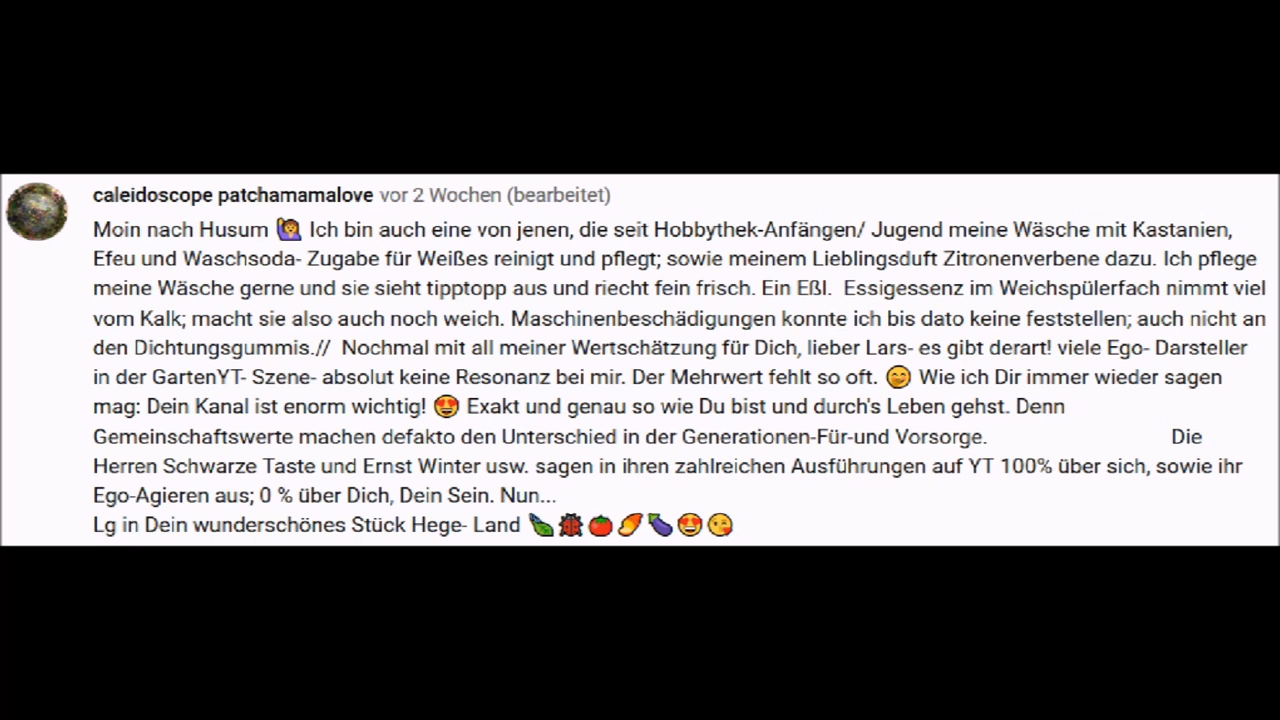 caleidoscope patchamamalove vor 2 Wochen (bearbeitet)
Moin nach Husum 🙋 Ich bin auch eine von jenen, die seit Hobbythek-Anfängen/ Jugend meine Wäsche mit Kastanien,
Efeu und Waschsoda- Zugabe für Weißes reinigt und pflegt; sowie meinem Lieblingsduft Zitronenverbene dazu. Ich pflege
meine Wäsche gerne und sie sieht tipptopp aus und riecht fein frisch. Ein Eßl.  Essigessenz im Weichspülerfach nimmt viel
vom Kalk; macht sie also auch noch weich. Maschinenbeschädigungen konnte ich bis dato keine feststellen; auch nicht an
den Dichtungsgummis.//  Nochmal mit all meiner Wertschätzung für Dich, lieber Lars- es gibt derart! viele Ego- Darsteller
in der GartenYT- Szene- absolut keine Resonanz bei mir. Der Mehrwert fehlt so oft. 🤭 Wie ich Dir immer wieder sagen
mag: Dein Kanal ist enorm wichtig! 😍 Exakt und genau so wie Du bist und durch's Leben gehst. Denn
Gemeinschaftswerte machen defakto den Unterschied in der Generationen-Für-und Vorsorge. Die
Herren Schwarze Taste und Ernst Winter usw. sagen in ihren zahlreichen Ausführungen auf YT 100% über sich, sowie ihr
Ego-Agieren aus; 0 % über Dich, Dein Sein. Nun...
Lg in Dein wunderschönes Stück Hege- Land 🫛🐞🍅🥭🍆😍😘